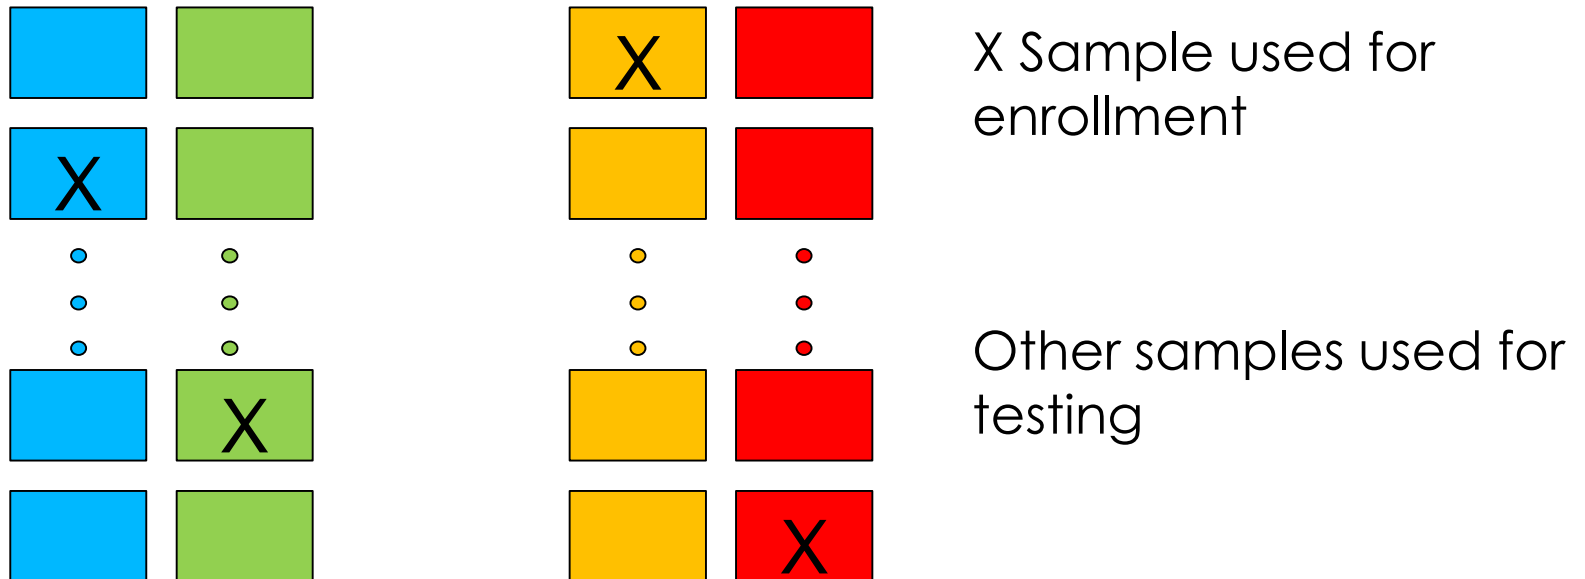 X
X Sample used for
enrollment
X
Other samples used for
testing
X
X